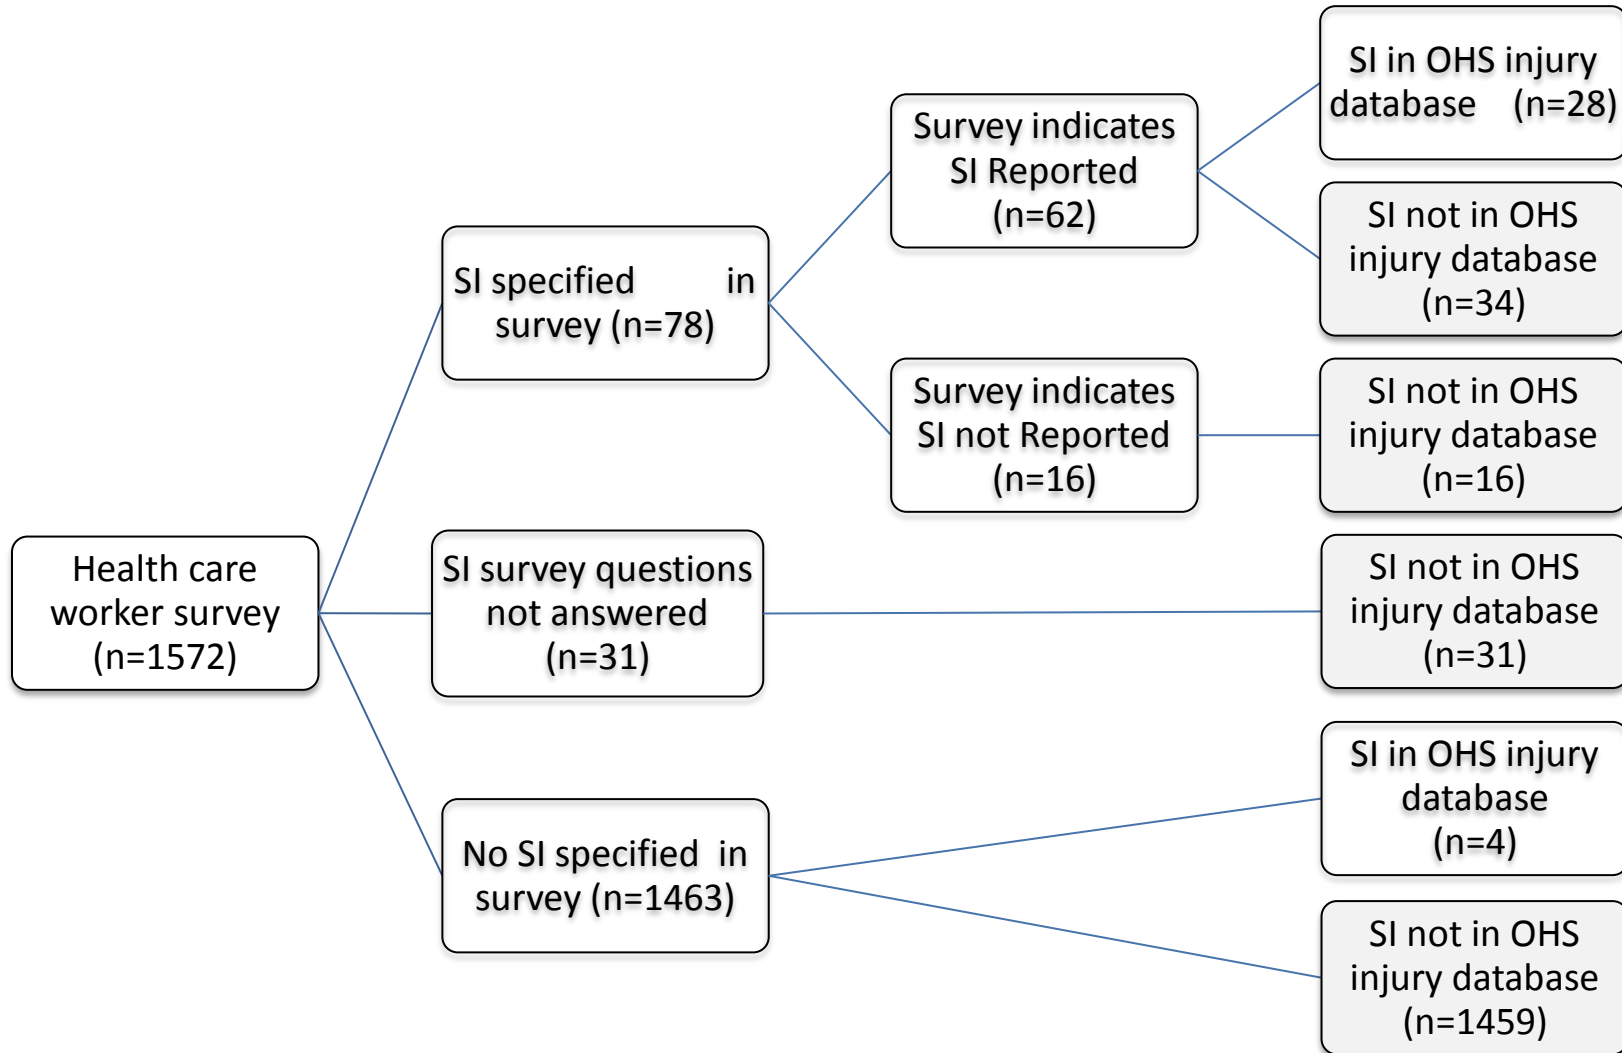 Health care
worker survey
(n=1572)
SI specified in
survey (n=78)
SI survey questions
not answered
(n=31)
No SI specified in
survey (n=1463)
Survey indicates
SI Reported
(n=62)
Survey indicates
SI not Reported
(n=16)
SI in OHS injury
database (n=28)
SI not in OHS
injury database
(n=34)
SI not in OHS
injury database
(n=16)
SI not in OHS
injury database
(n=31)
SI in OHS injury
database
(n=4)
SI not in OHS
injury database
(n=1459)